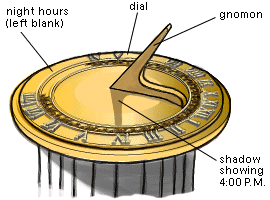 night hours
(left blank)
dial
gnomon
shadow
showing
4:00 P.M.